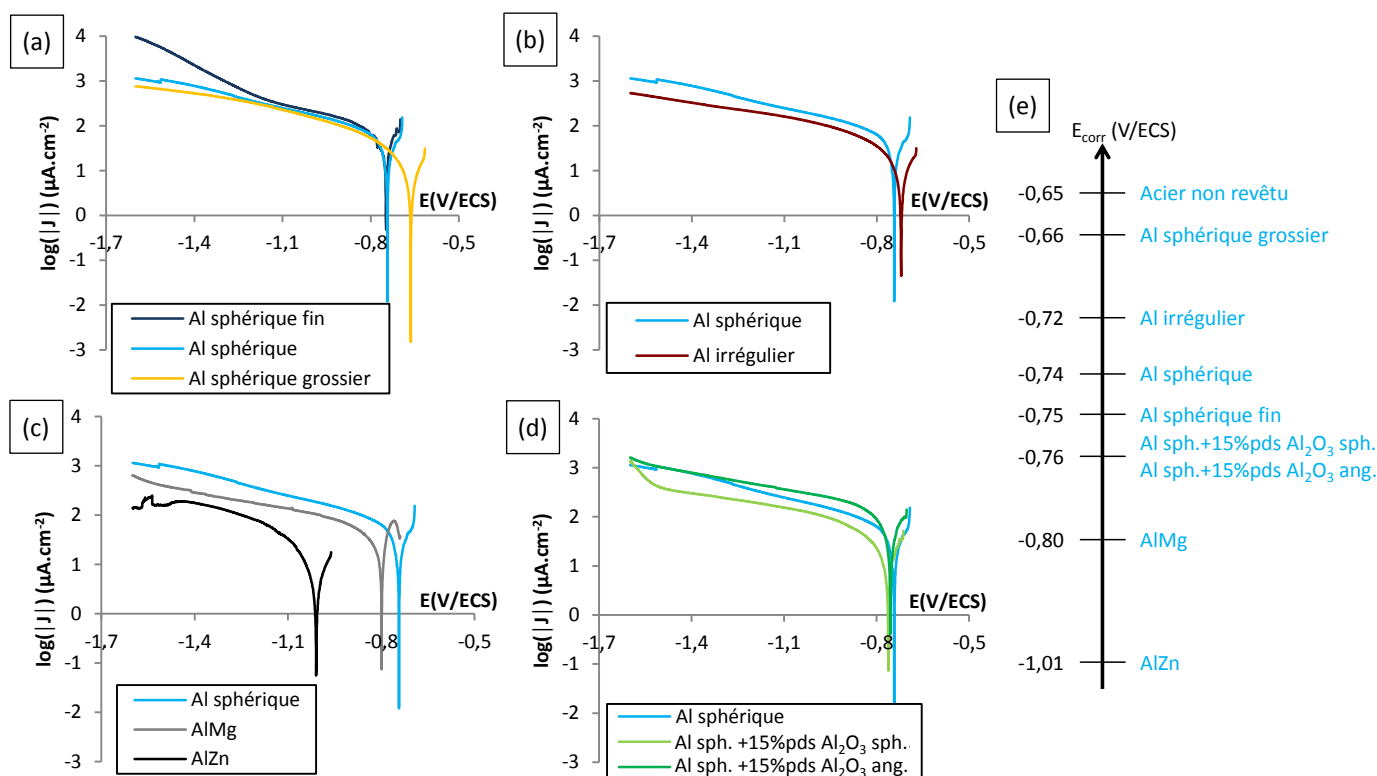 (a)
4
3
2
1
0
-1
-2
-3
-1,7
-1,4
-1,1
-0,8
-0,5
log(|J|) (µA.cm⁻²)
E(V/ECS)
Al sphérique fin
Al sphérique
Al sphérique grossier
(b)
4
3
2
1
0
-1
-2
-3
-1,7
-1,4
-1,1
-0,8
-0,5
log(|J|) (µA.cm⁻²)
E(V/ECS)
Al sphérique
Al irrégulier
(c)
4
3
2
1
0
-1
-2
-3
-1,7
-1,4
-1,1
-0,8
-0,5
log(|J|) (µA.cm⁻²)
E(V/ECS)
Al sphérique
AlMg
AlZn
(d)
4
3
2
1
0
-1
-2
-3
-1,7
-1,4
-1,1
-0,8
-0,5
log(|J|) (µA.cm⁻²)
E(V/ECS)
Al sphérique
Al sph. +15%pds Al₂O₃ sph.
Al sph. +15%pds Al₂O₃ ang.
(e)
E_corr (V/ECS)
-0,65 Acier non revêtu
-0,66 Al sphérique grossier
-0,72 Al irrégulier
-0,74 Al sphérique
-0,75 Al sphérique fin
Al sph.+15%pds Al₂O₃ sph.
-0,76
Al sph.+15%pds Al₂O₃ ang.
-0,80 AlMg
-1,01 AlZn